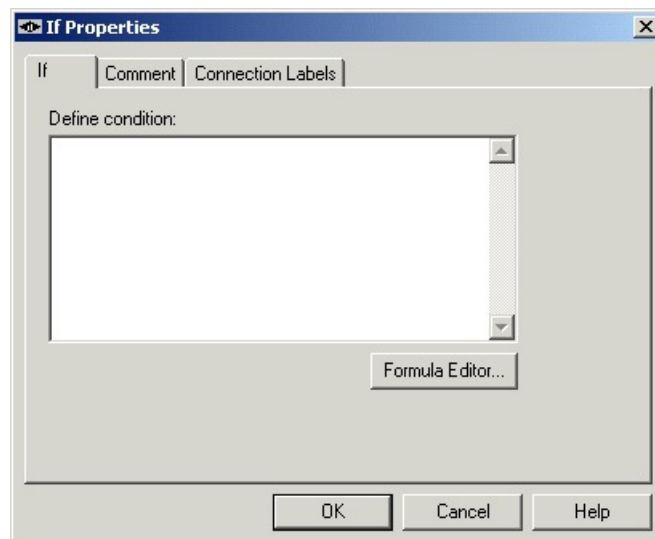 If Properties
If Comment Connection Labels
Define condition:
Formula Editor...
OK Cancel Help